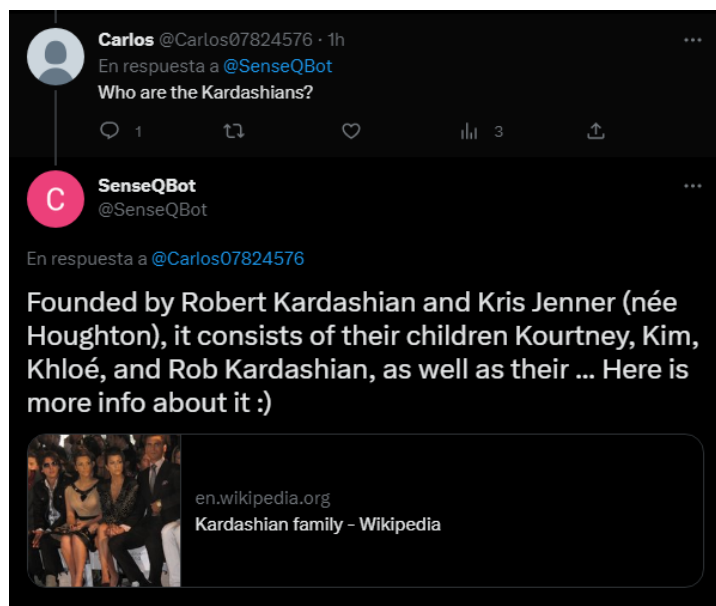 Carlos @Carlos07824576 · 1h
En respuesta a @SenseQBot
Who are the Kardashians?
1 3
C
SenseQBot
@SenseQBot
En respuesta a @Carlos07824576
Founded by Robert Kardashian and Kris Jenner (née
Houghton), it consists of their children Kourtney, Kim,
Khloé, and Rob Kardashian, as well as their ... Here is
more info about it :)
en.wikipedia.org
Kardashian family - Wikipedia